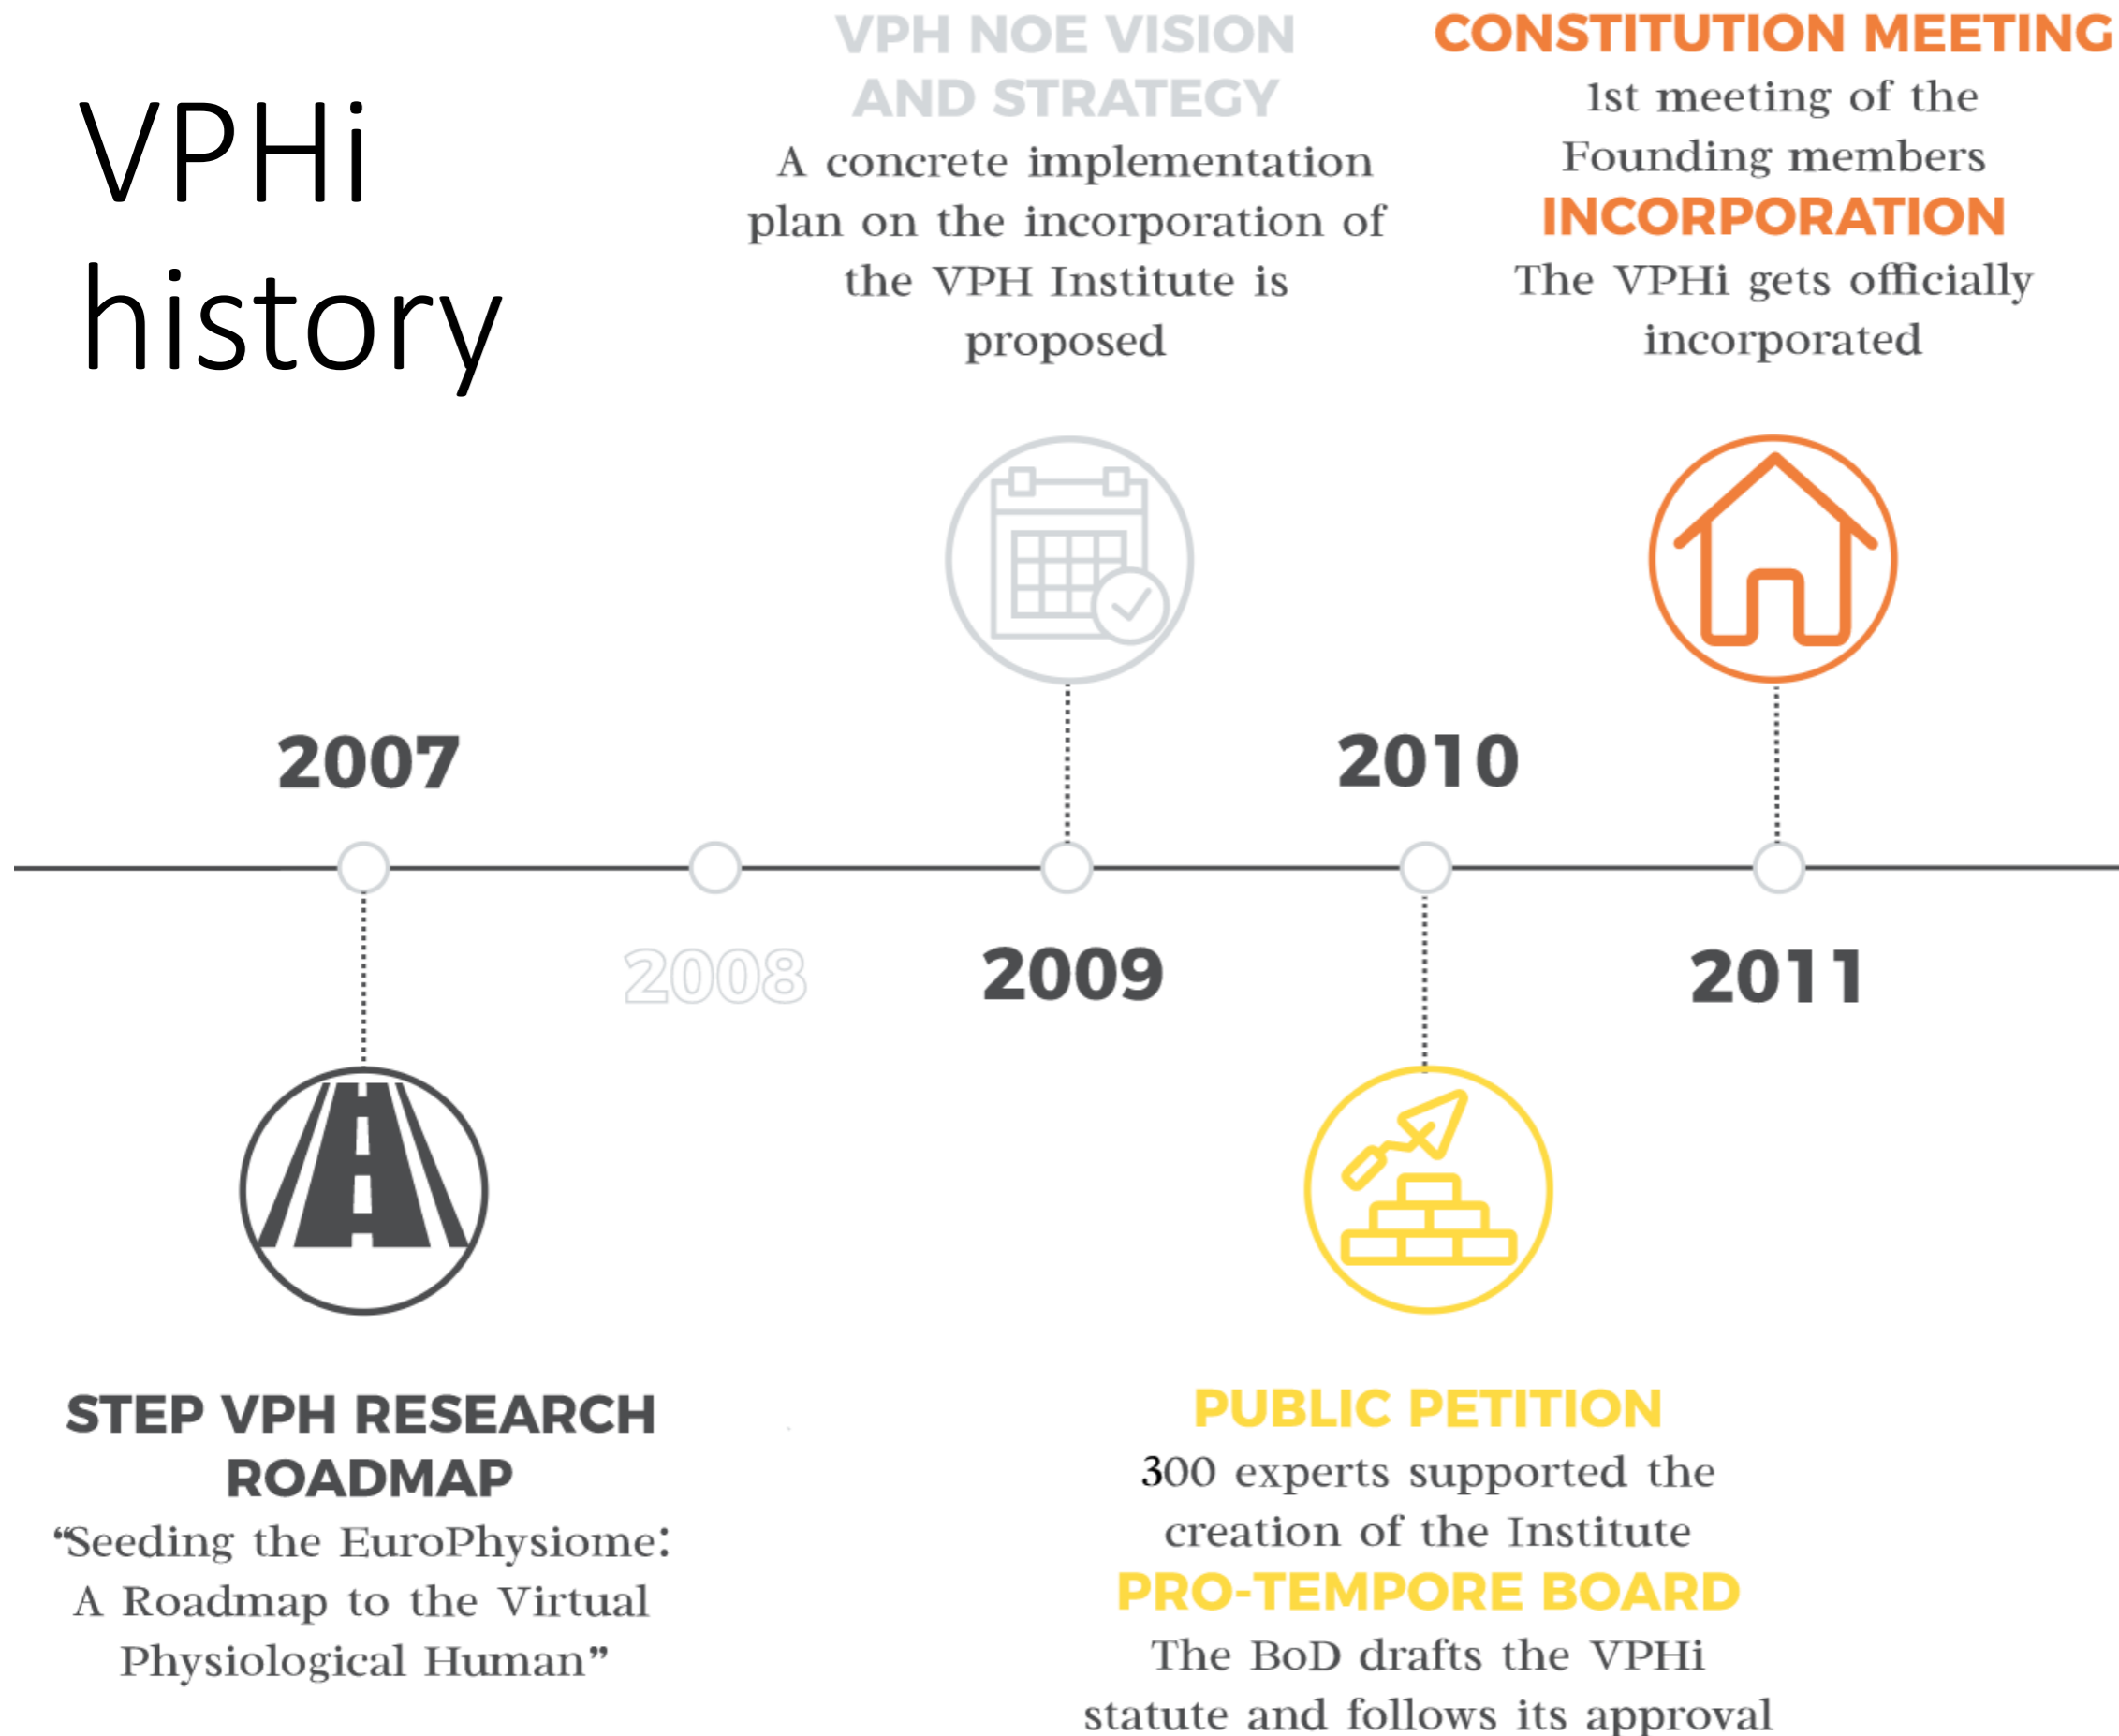 VPHi
history
VPH NOE VISION
AND STRATEGY
A concrete implementation
plan on the incorporation of
the VPH Institute is
proposed
CONSTITUTION MEETING
1st meeting of the
Founding members
INCORPORATION
The VPHi gets officially
incorporated
2007
2010
2008
2009
2011
STEP VPH RESEARCH
ROADMAP
“Seeding the EuroPhysiome:
A Roadmap to the Virtual
Physiological Human”
PUBLIC PETITION
300 experts supported the
creation of the Institute
PRO-TEMPORE BOARD
The BoD drafts the VPHi
statute and follows its approval